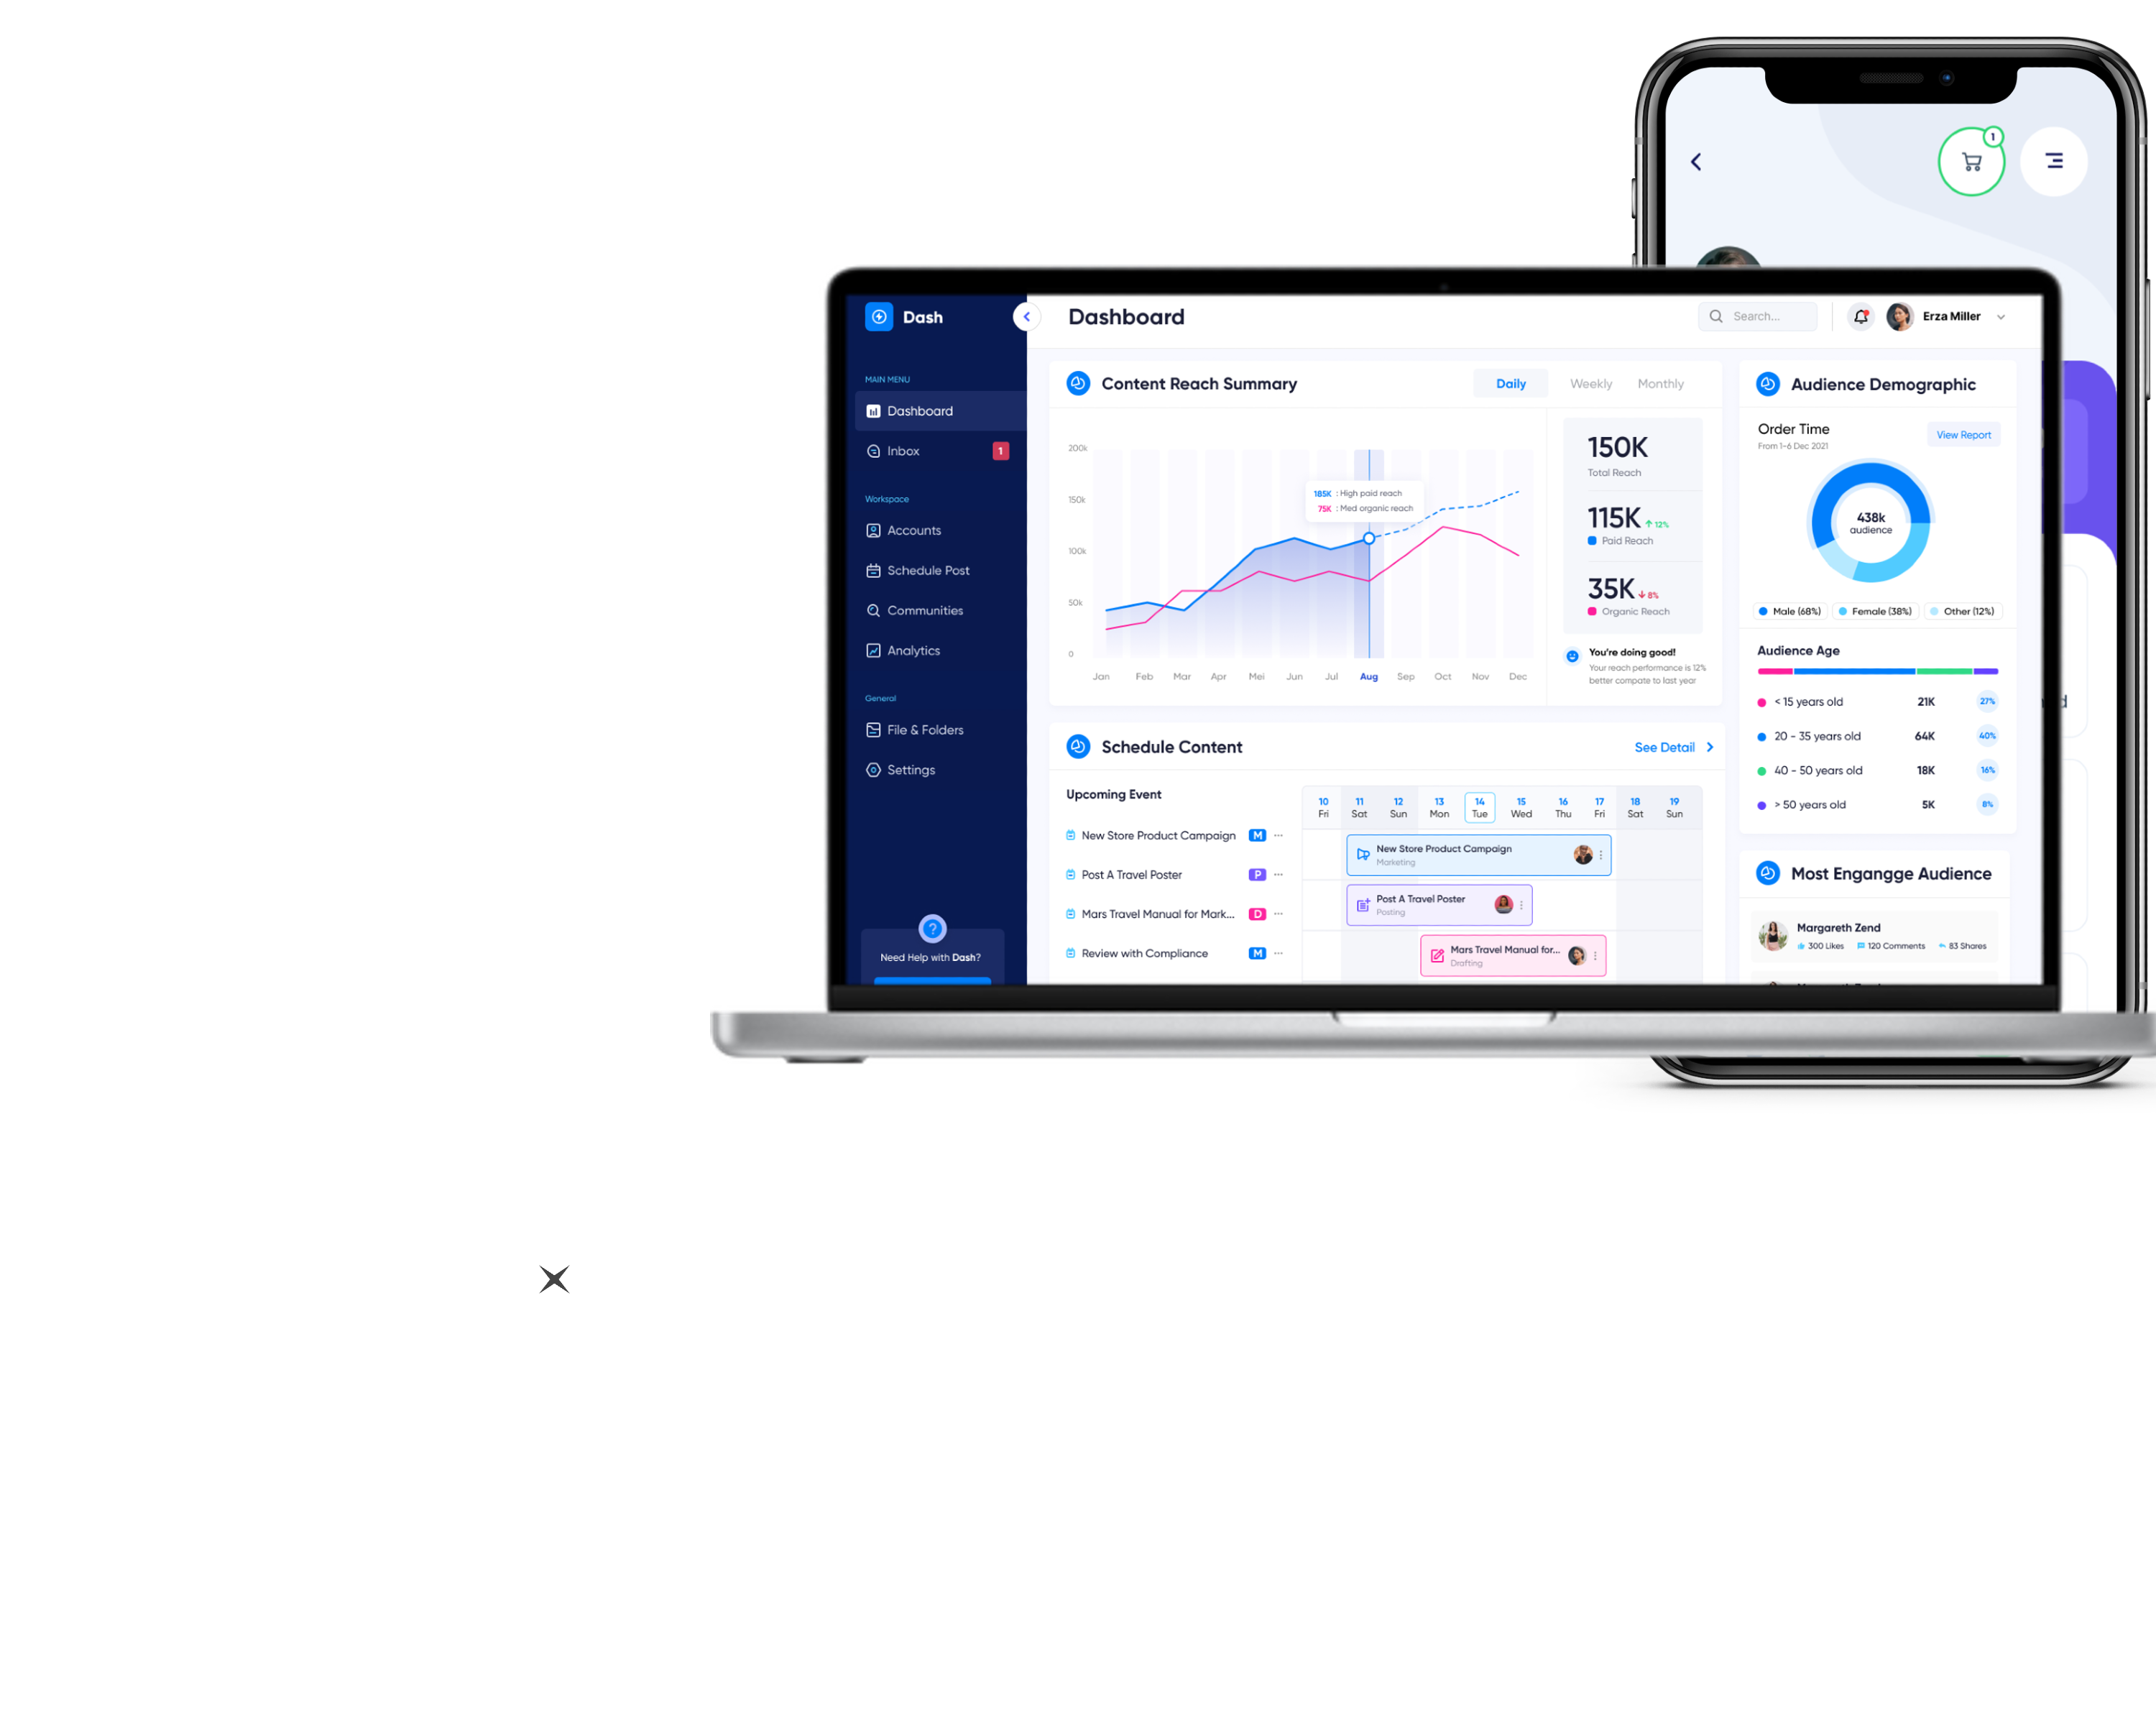 1
Dash
Dashboard
Search...
Erza Miller
MAIN MENU
Dashboard
Inbox
1
Workspace
Accounts
Schedule Post
Communities
Analytics
General
File & Folders
Settings
?
Need Help with Dash?
Content Reach Summary
Daily
Weekly
Monthly
200k
150k
100k
50k
0
185K : High paid reach
75K : Med organic reach
Jan Feb Mar Apr Mei Jun Jul Aug Sep Oct Nov Dec
150K
Total Reach
115K 12%
Paid Reach
35K 8%
Organic Reach
You're doing good!
Your reach performance is 12%
better compate to last year
Schedule Content
See Detail
Upcoming Event
New Store Product Campaign M
Post A Travel Poster P
Mars Travel Manual for Mark... D
Review with Compliance M
10 11 12 13 14 15 16 17 18 19
Fri Sat Sun Mon Tue Wed Thu Fri Sat Sun
New Store Product Campaign
Marketing
Post A Travel Poster
Posting
Mars Travel Manual for...
Drafting
Audience Demographic
Order Time
From 1-6 Dec 2021
View Report
438k
audience
Male (68%) Female (38%) Other (12%)
Audience Age
< 15 years old 21K 27%
20 - 35 years old 64K 40%
40 - 50 years old 18K 16%
> 50 years old 5K 8%
Most Engangge Audience
Margareth Zend
300 Likes 120 Comments 83 Shares